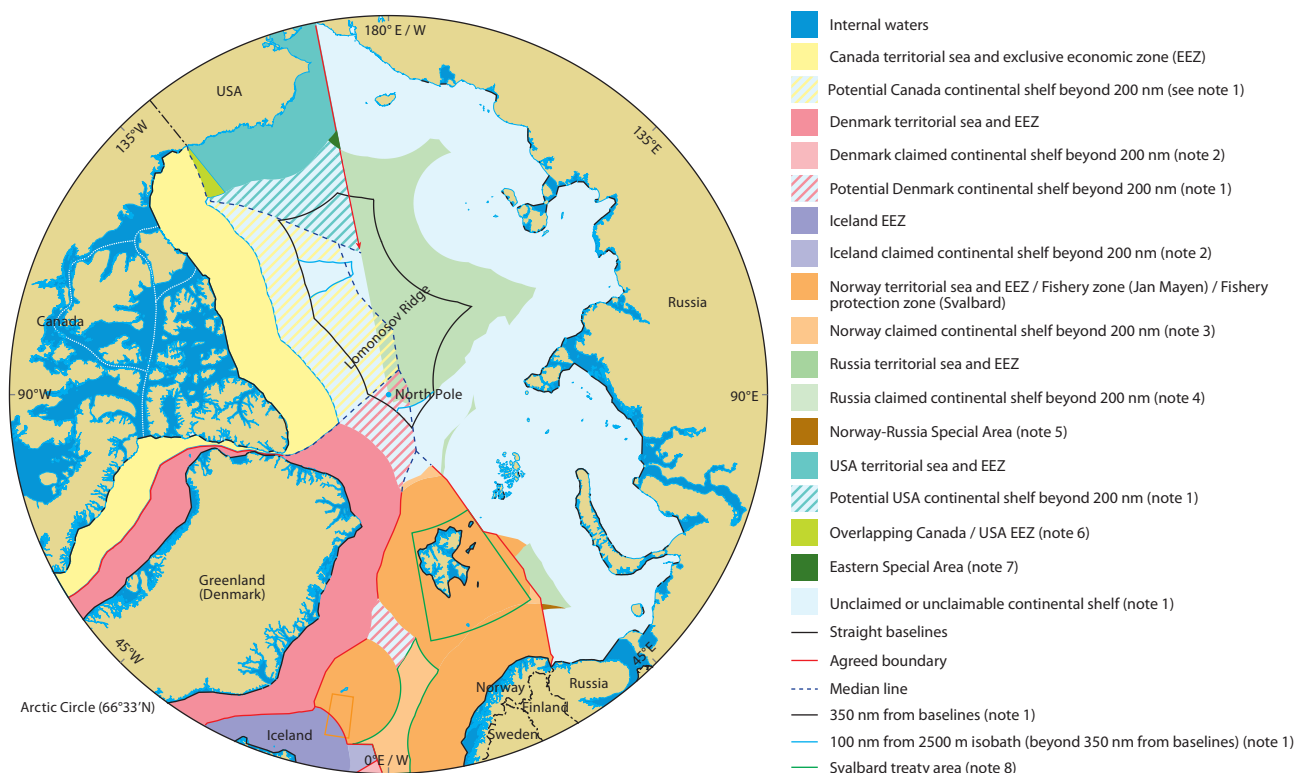 180° E / W
USA
135°W
135°E
Canada
Russia
Lomonosov Ridge
90°W
North Pole
90°E
Greenland
(Denmark)
45°W
45°E
Norway
Russia
Finland
Sweden
Arctic Circle (66°33’N)
Iceland
0°E / W
Internal waters
Canada territorial sea and exclusive economic zone (EEZ)
Potential Canada continental shelf beyond 200 nm (see note 1)
Denmark territorial sea and EEZ
Denmark claimed continental shelf beyond 200 nm (note 2)
Potential Denmark continental shelf beyond 200 nm (note 1)
Iceland EEZ
Iceland claimed continental shelf beyond 200 nm (note 2)
Norway territorial sea and EEZ / Fishery zone (Jan Mayen) / Fishery
protection zone (Svalbard)
Norway claimed continental shelf beyond 200 nm (note 3)
Russia territorial sea and EEZ
Russia claimed continental shelf beyond 200 nm (note 4)
Norway-Russia Special Area (note 5)
USA territorial sea and EEZ
Potential USA continental shelf beyond 200 nm (note 1)
Overlapping Canada / USA EEZ (note 6)
Eastern Special Area (note 7)
Unclaimed or unclaimable continental shelf (note 1)
Straight baselines
Agreed boundary
Median line
350 nm from baselines (note 1)
100 nm from 2500 m isobath (beyond 350 nm from baselines) (note 1)
Svalbard treaty area (note 8)